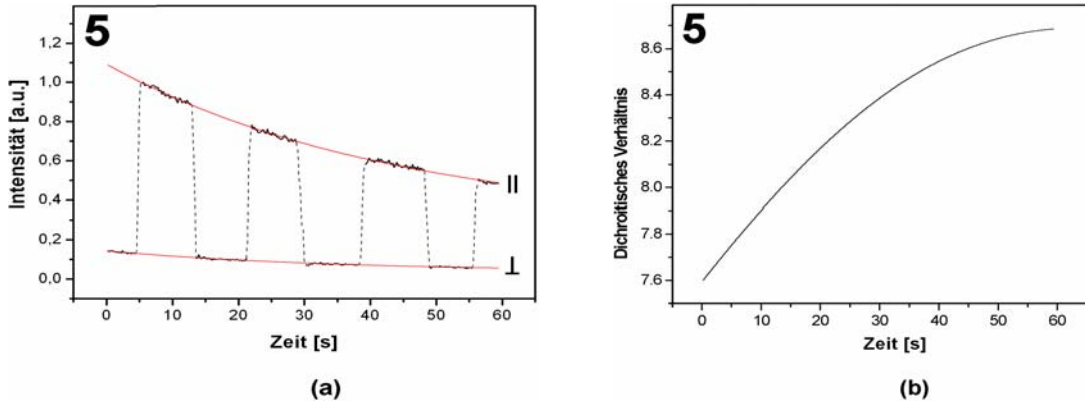 5
Intensität [a.u.]
1,2
1,0
0,8
0,6
0,4
0,2
0,0
||
⊥
0 10 20 30 40 50 60
Zeit [s]
(a)
5
Dichroitisches Verhältnis
8.6
8.4
8.2
8.0
7.8
7.6
0 10 20 30 40 50 60
Zeit [s]
(b)